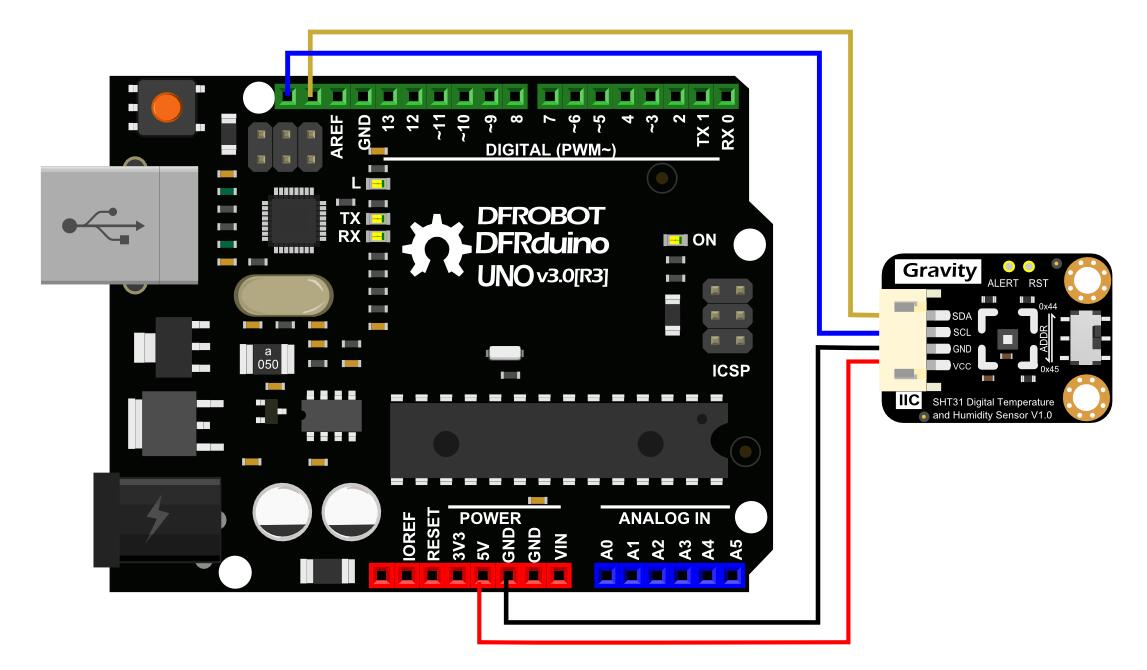 AREF
GND
13
12
~11
~10
~9
8
7
~6
~5
4
~3
2
TX 1
RX 0
DIGITAL (PWM~)
L
TX
RX
DFROBOT
DFRduino
UNO v3.0[R3]
ON
ICSP
a
050
POWER
IOREF
RESET
3V3
5V
GND
GND
VIN
ANALOG IN
A0
A1
A2
A3
A4
A5
Gravity
ALERT RST
SDA
SCL
GND
VCC
0x44
ADDR
0x45
IIC
SHT31 Digital Temperature
and Humidity Sensor V1.0